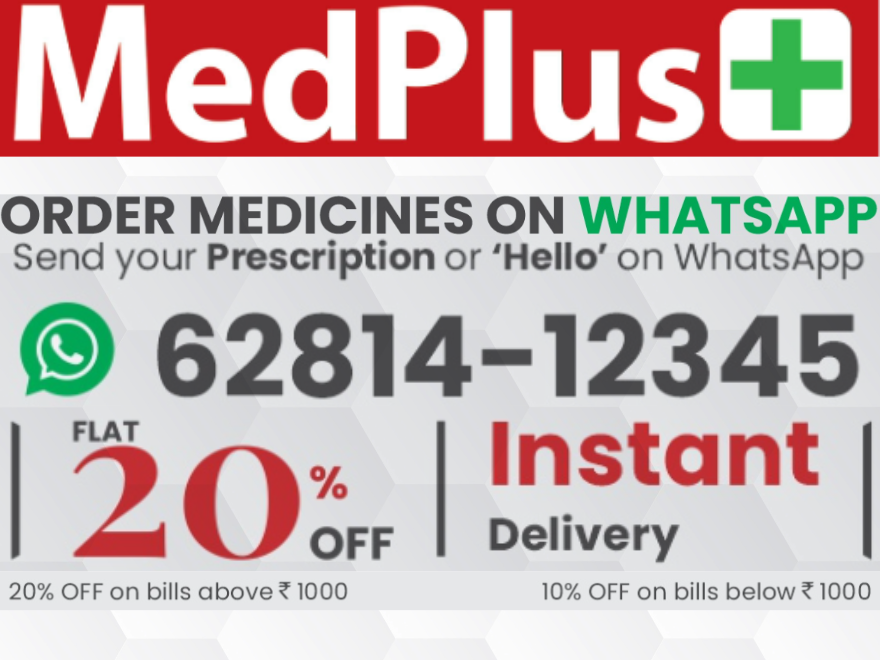 MedPlus
ORDER MEDICINES ON WHATSAPP
Send your Prescription or ‘Hello’ on WhatsApp
62814-12345
FLAT
20% OFF
Instant
Delivery
20% OFF on bills above ₹ 1000
10% OFF on bills below ₹ 1000